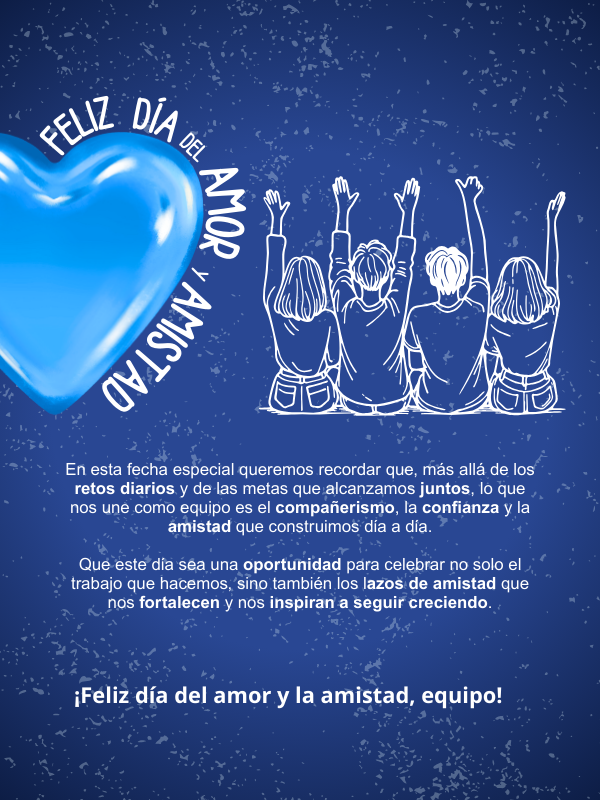 FELIZ DÍA DEL AMOR Y AMISTAD
En esta fecha especial queremos recordar que, más allá de los
retos diarios y de las metas que alcanzamos juntos, lo que
nos une como equipo es el compañerismo, la confianza y la
amistad que construimos día a día.
Que este día sea una oportunidad para celebrar no solo el
trabajo que hacemos, sino también los lazos de amistad que
nos fortalecen y nos inspiran a seguir creciendo.
¡Feliz día del amor y la amistad, equipo!